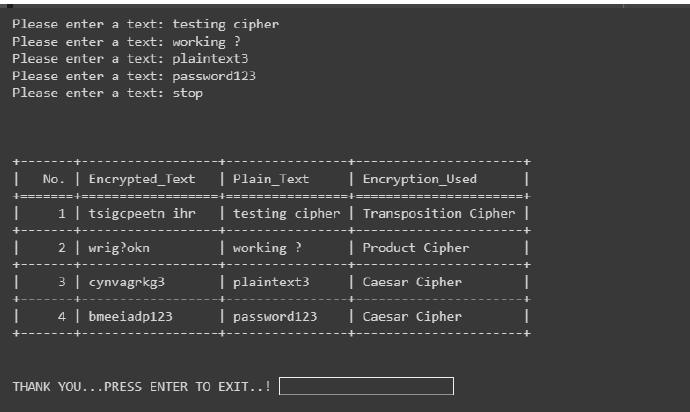 Please enter a text: testing cipher
Please enter a text: working ?
Please enter a text: plaintext3
Please enter a text: password123
Please enter a text: stop
No. | Encrypted_Text | Plain_Text | Encryption_Used
1 | tsigcpeetn ihr | testing cipher | Transposition Cipher
2 | wrig?okn | working ? | Product Cipher
3 | cynvagrkg3 | plaintext3 | Caesar Cipher
4 | bmeeiadp123 | password123 | Caesar Cipher
THANK YOU...PRESS ENTER TO EXIT..!